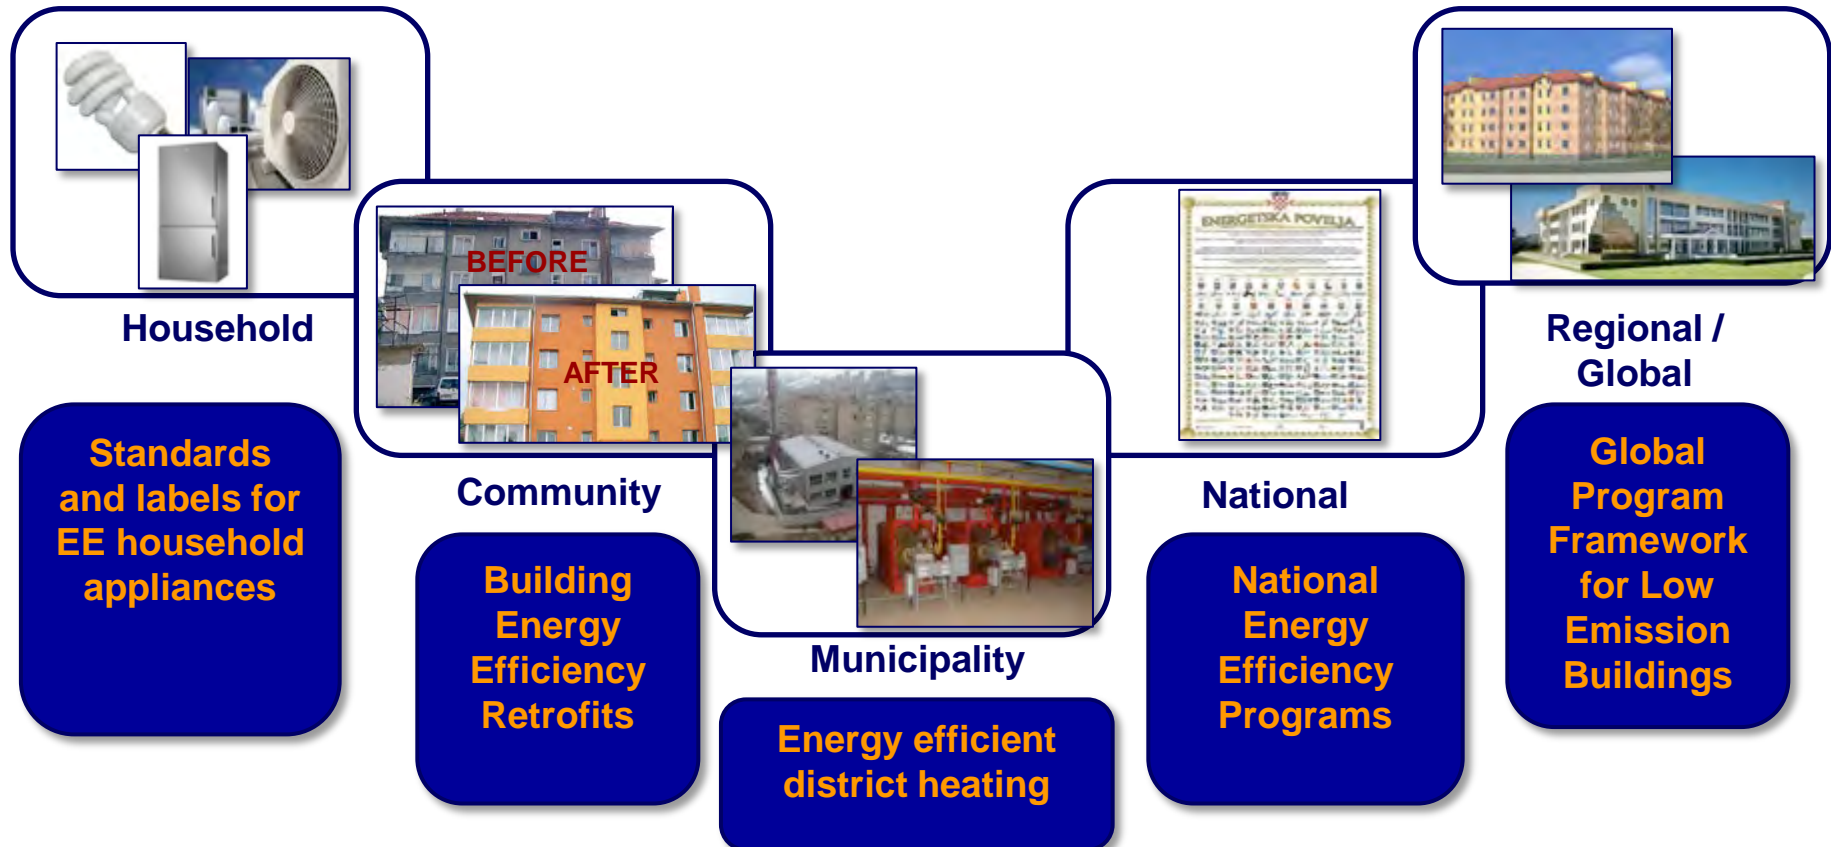 Household
Standards
and labels for
EE household
appliances
BEFORE
AFTER
Community
Building
Energy
Efficiency
Retrofits
Municipality
Energy efficient
district heating
ENERGETSKA POVELJA
National
National
Energy
Efficiency
Programs
Regional /
Global
Global
Program
Framework
for Low
Emission
Buildings